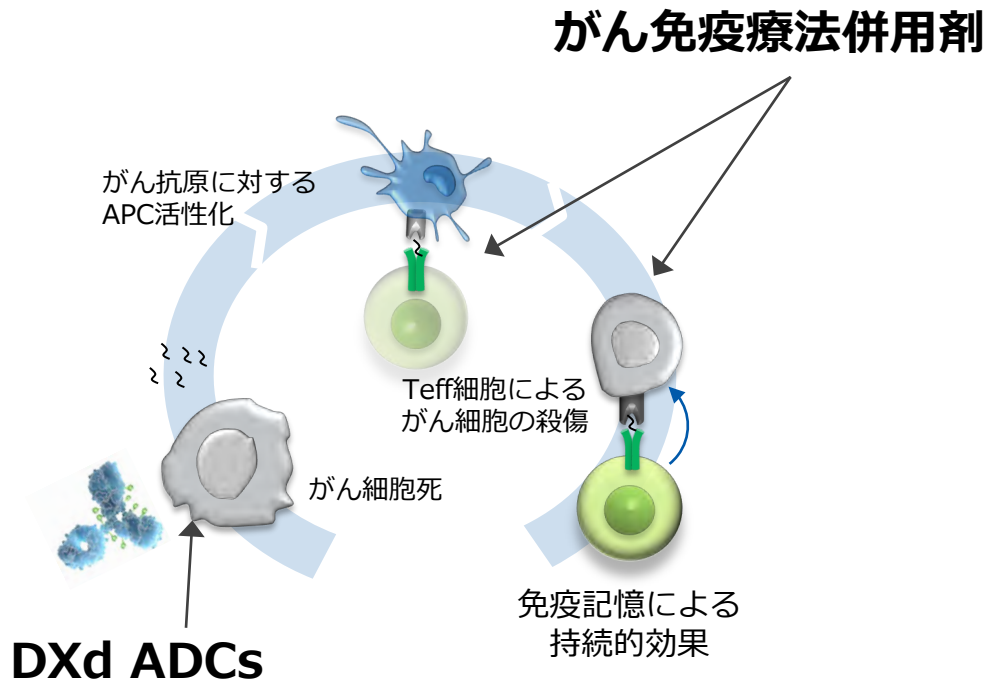 がん免疫療法併用剤
がん抗原に対する
APC活性化
Teff細胞による
がん細胞の殺傷
がん細胞死
免疫記憶による
持続的効果
DXd ADCs